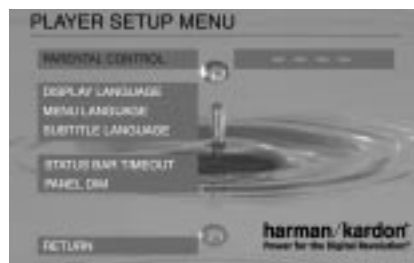 PLAYER SETUP MENU
PARENTAL CONTROL
– – – –
DISPLAY LANGUAGE
MENU LANGUAGE
SUBTITLE LANGUAGE
STATUS BAR TIMEOUT
PANEL DIM
RETURN
harman/kardon®
Power for the Digital Revolution®